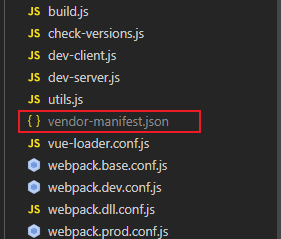 JS build.js
JS check-versions.js
JS dev-client.js
JS dev-server.js
JS utils.js
{ } vendor-manifest.json
JS vue-loader.conf.js
webpack.base.conf.js
webpack.dev.conf.js
JS webpack.dll.conf.js
webpack.prod.conf.js